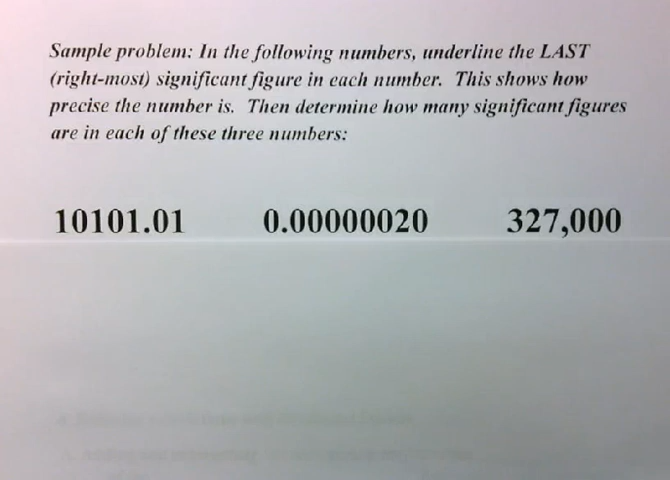 Sample problem: In the following numbers, underline the LAST
(right-most) significant figure in each number. This shows how
precise the number is. Then determine how many significant figures
are in each of these three numbers:
10101.01 0.00000020 327,000